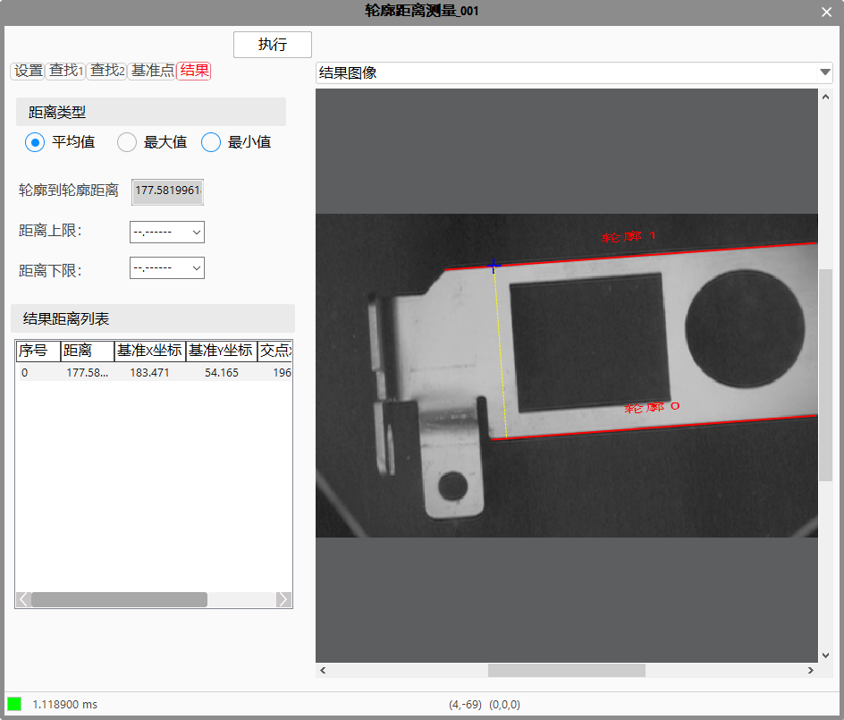 轮廓距离测量_001
执行
设置 查找1 查找2 基准点 结果
结果图像
距离类型
平均值 最大值 最小值
轮廓到轮廓距离 177.5819961
距离上限：
--.------
距离下限：
--.------
结果距离列表
序号 距离 基准X坐标 基准Y坐标 交点
0 177.58... 183.471 54.165 196
轮廓 1
轮廓 0
1.118900 ms
(4,-69) (0,0,0)